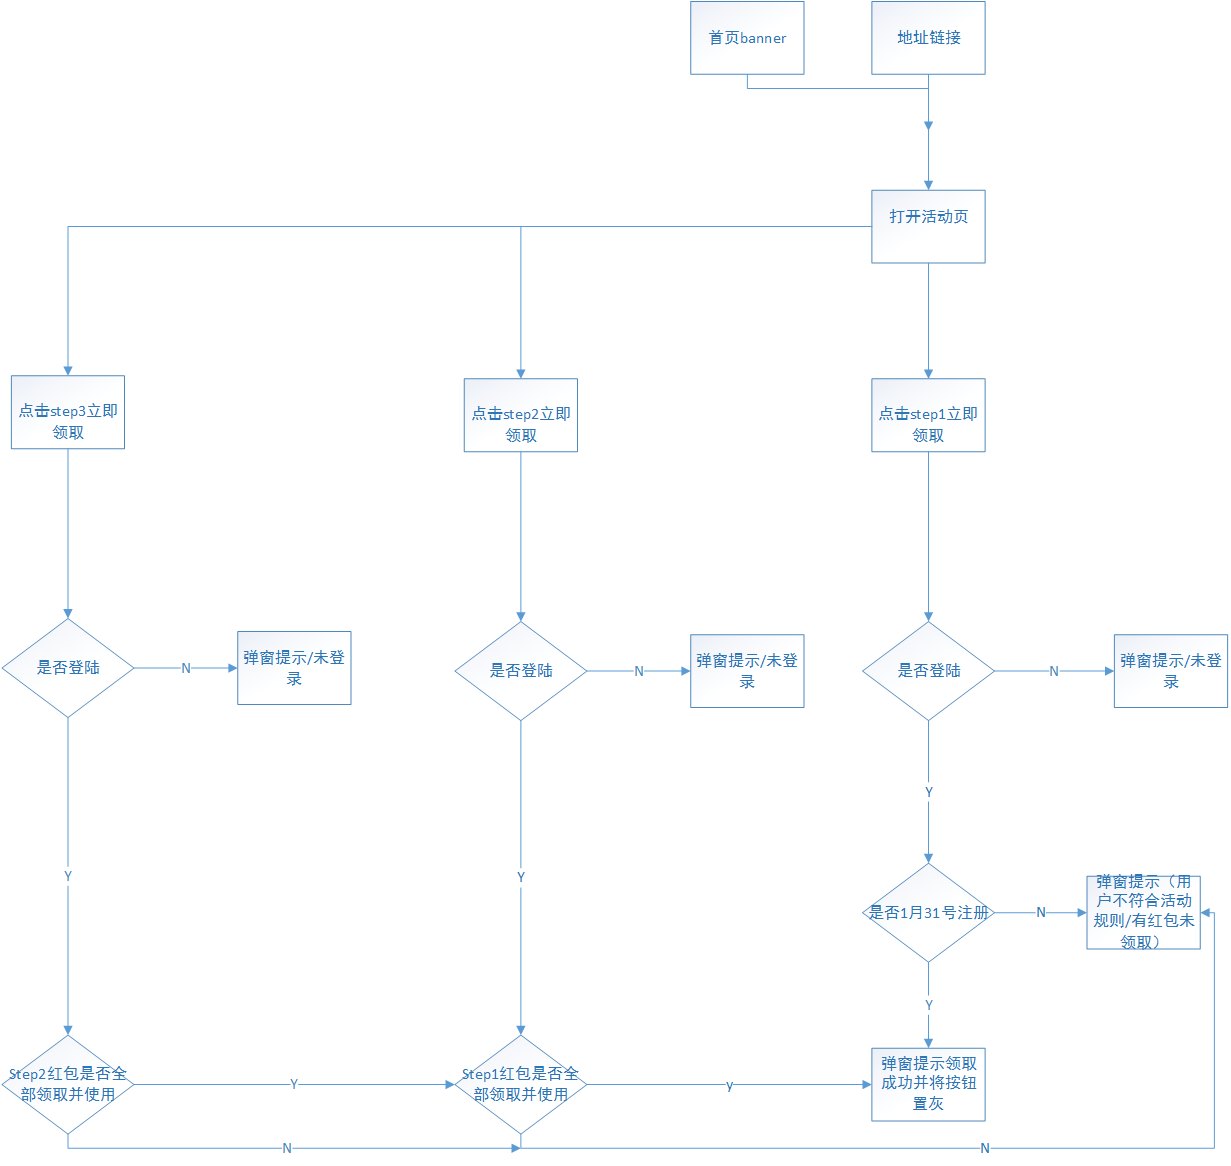 首页banner
地址链接
打开活动页
点击step3立即
领取
点击step2立即
领取
点击step1立即
领取
是否登陆
N
弹窗提示/未登
录
是否登陆
N
弹窗提示/未登
录
是否登陆
N
弹窗提示/未登
录
Y
Y
Y
是否1月31号注册
N
弹窗提示（用
户不符合活动
规则/有红包未
领取）
Y
Step2红包是否全
部领取并使用
Y
Step1红包是否全
部领取并使用
y
弹窗提示领取
成功并将按钮
置灰
N
N